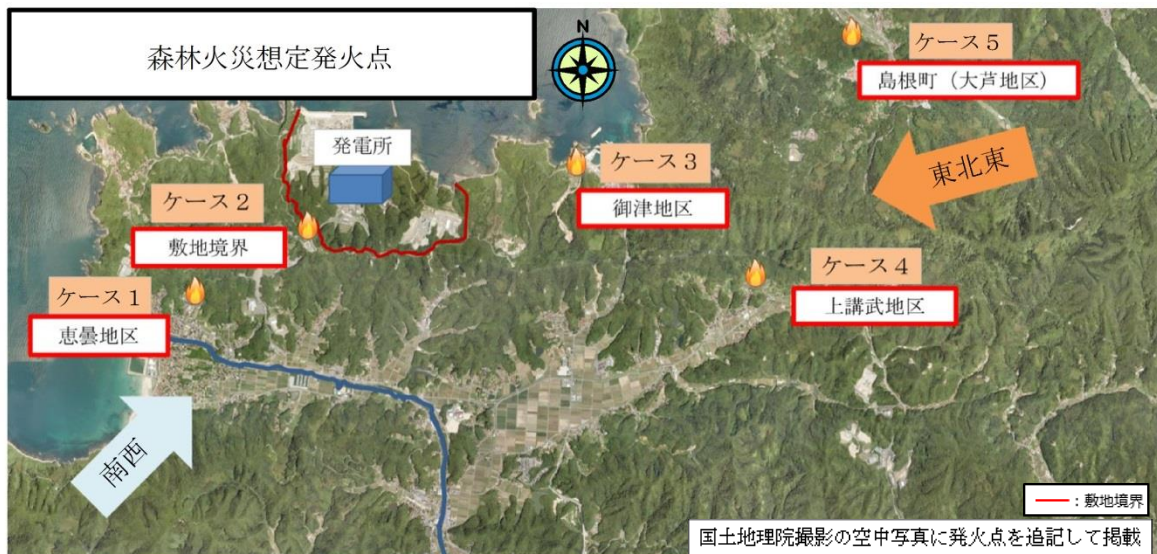 森林火災想定発火点
N
ケース5
島根町（大芦地区）
発電所
ケース3
御津地区
東北東
ケース2
敷地境界
ケース4
上講武地区
ケース1
恵曇地区
南西
：敷地境界
国土地理院撮影の空中写真に発火点を追記して掲載